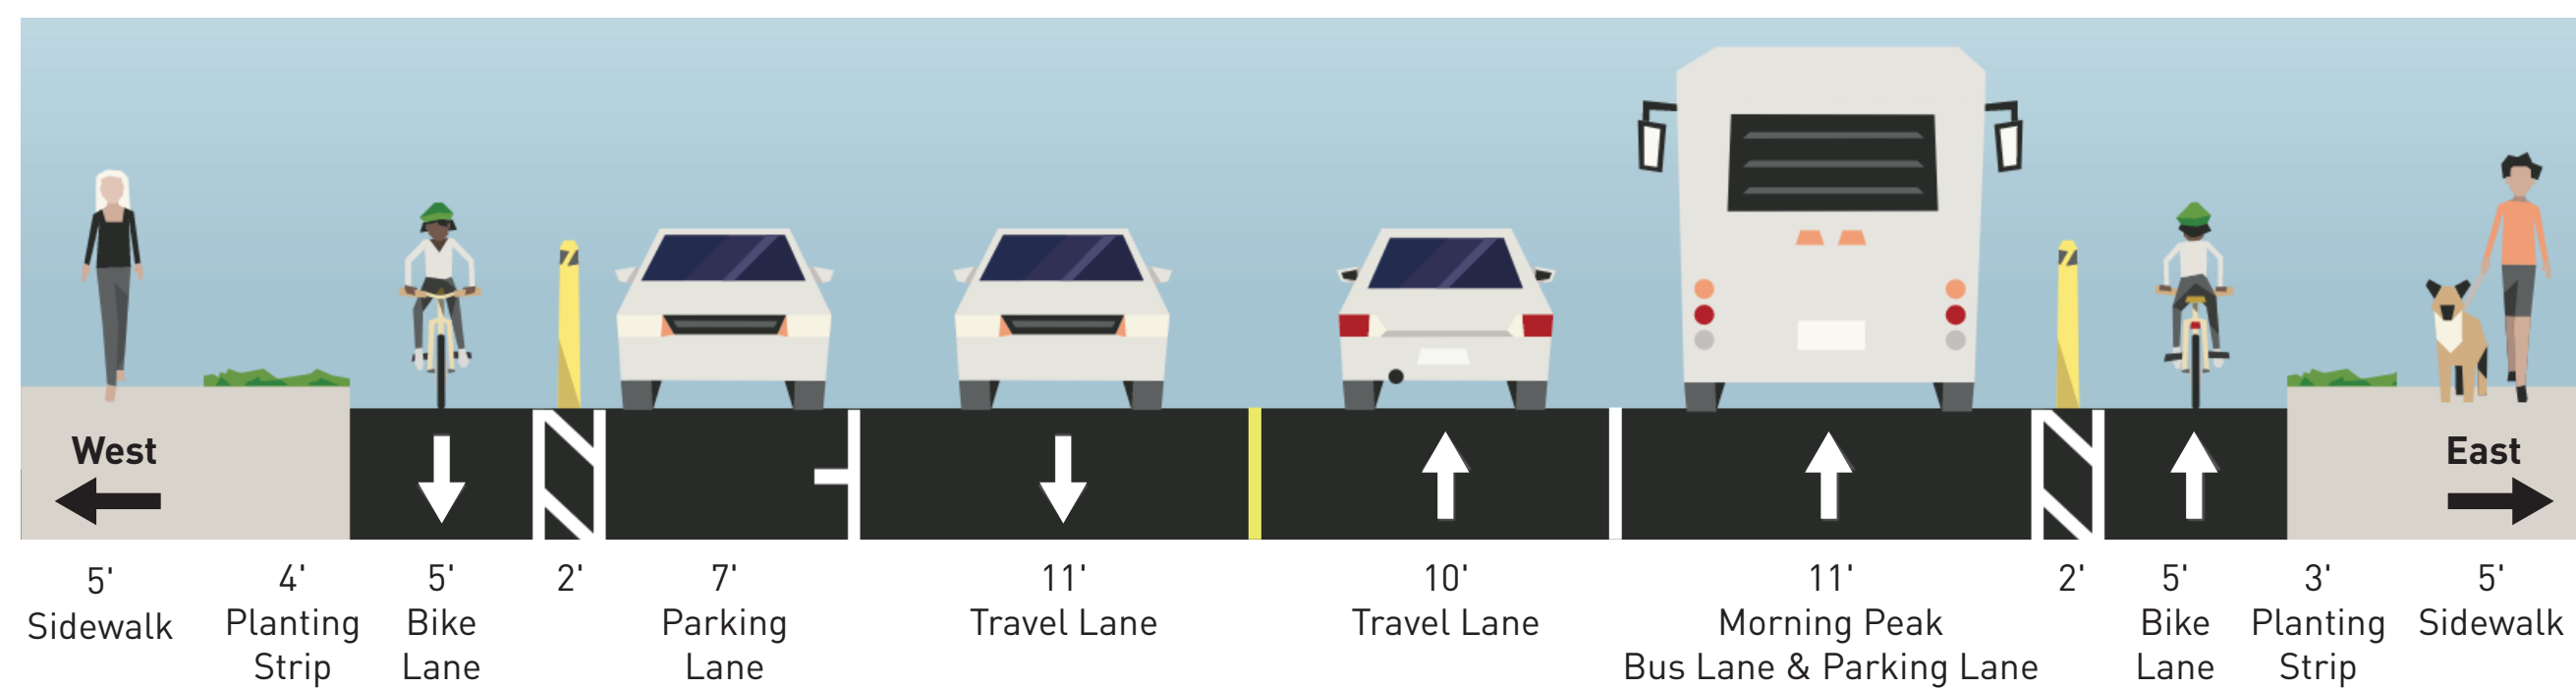 West
East
5'
Sidewalk
4'
Planting
Strip
5'
Bike
Lane
2'
7'
Parking
Lane
11'
Travel Lane
10'
Travel Lane
11'
Morning Peak
Bus Lane & Parking Lane
2'
5'
Bike
Lane
3'
Planting
Strip
5'
Sidewalk